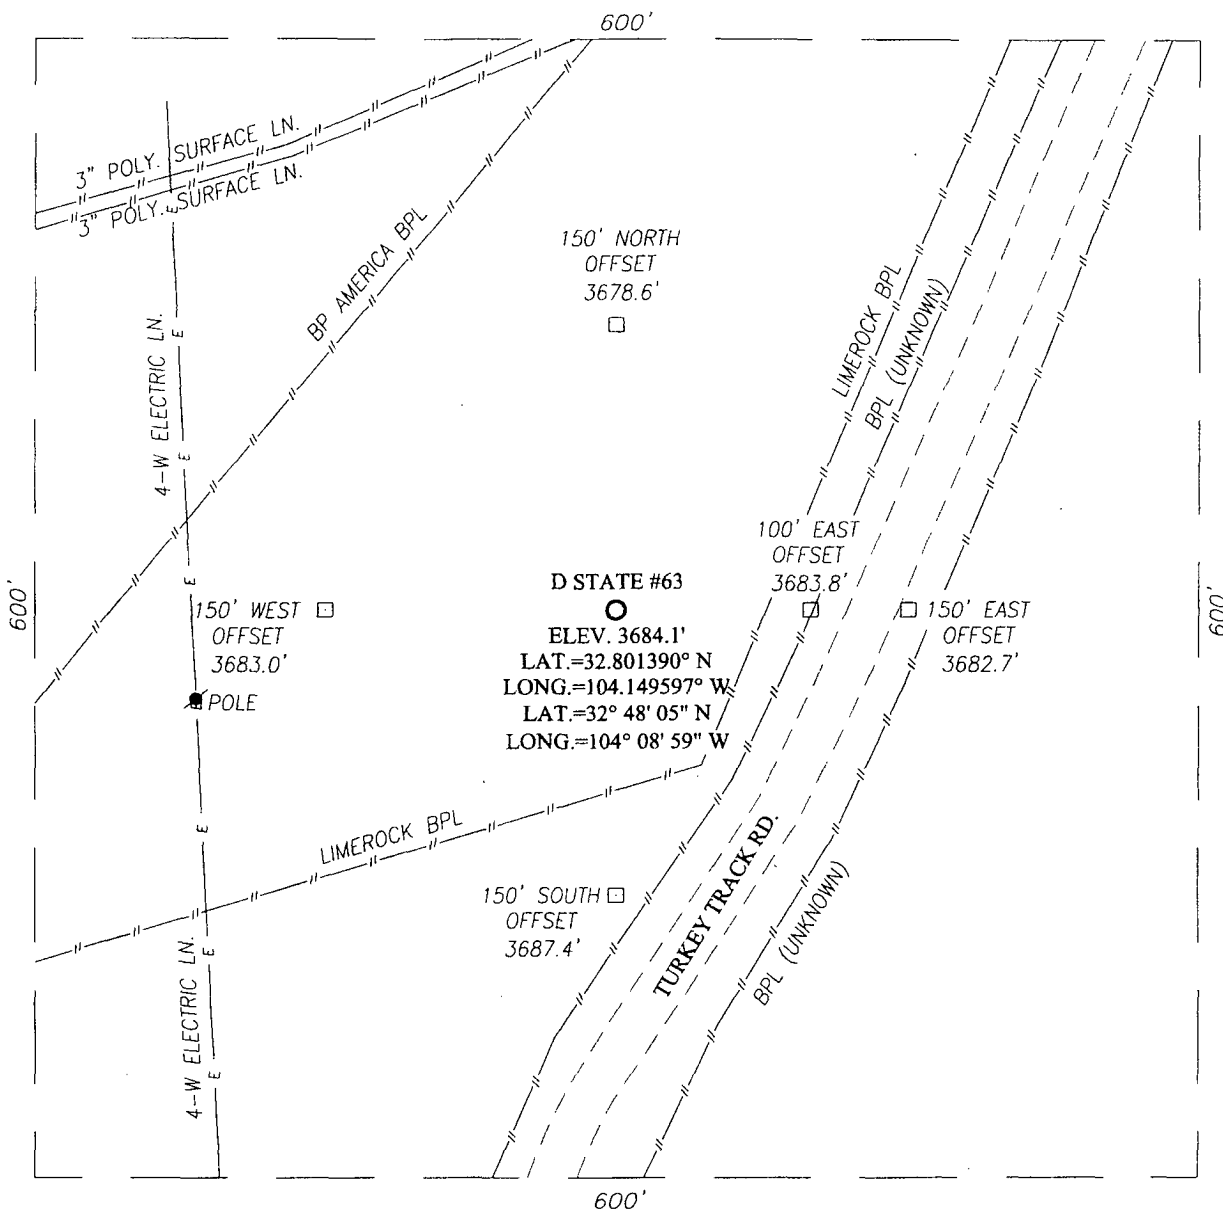 600'
3" POLY. SURFACE LN.
3" POLY. SURFACE LN.
E
BP AMERICA BPL
150' NORTH
OFFSET
3678.6'
LIMEROCK BPL
BPL (UNKNOWN)
4-W ELECTRIC LN.
E
E
100' EAST
OFFSET
3683.8'
600'
E
150' WEST
OFFSET
3683.0'
D STATE #63
ELEV. 3684.1'
LAT.=32.801390° N
LONG.=104.149597° W
LAT.=32° 48' 05" N
LONG.=104° 08' 59" W
150' EAST
OFFSET
3682.7'
600'
POLE
E
LIMEROCK BPL
150' SOUTH
OFFSET
3687.4'
TURKEY TRACK RD.
BPL (UNKNOWN)
E
4-W ELECTRIC LN.
E
600'